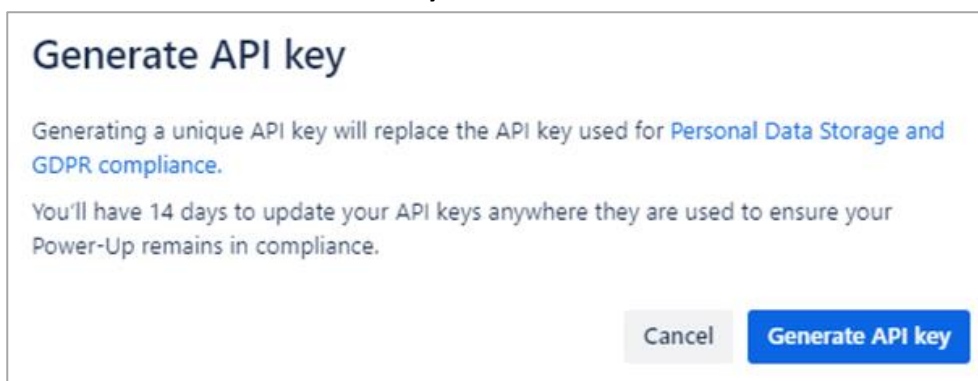 Generate API key
Generating a unique API key will replace the API key used for Personal Data Storage and
GDPR compliance.
You'll have 14 days to update your API keys anywhere they are used to ensure your
Power-Up remains in compliance.
Cancel
Generate API key